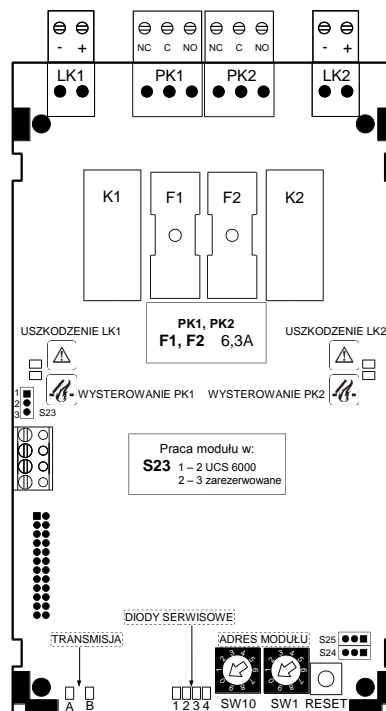 - + NC C NO NC C NO - +
LK1 PK1 PK2 LK2
K1 F1 F2 K2
PK1, PK2
F1, F2 6,3A
USZKODZENIE LK1 USZKODZENIE LK2
WYSTEROWANIE PK1 WYSTEROWANIE PK2
1
2
3 S23
Praca modułu w:
S23 1 – 2 UCS 6000
2 – 3 zarezerwowane
DIODY SERWISOWE
TRANSMISJA ADRES MODUŁU S25
S24
A B 1 2 3 4 SW10 SW1 RESET